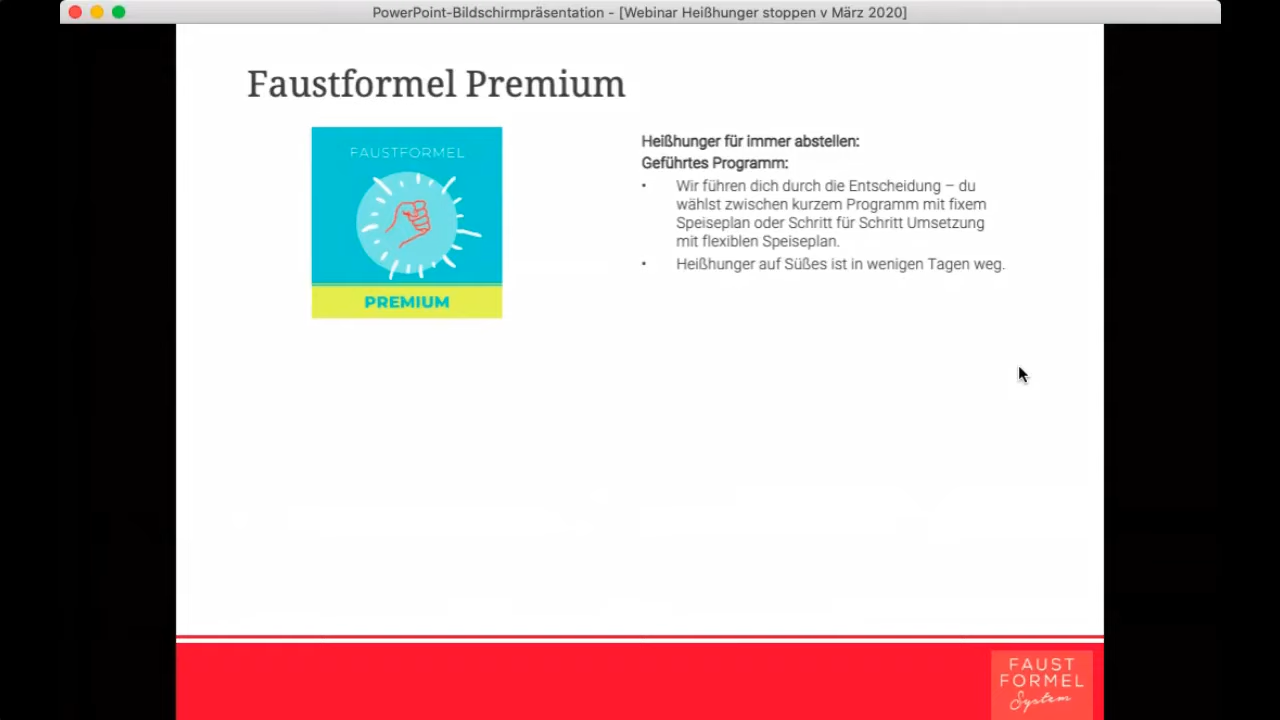 PowerPoint-Bildschirmpräsentation - [Webinar Heißhunger stoppen v März 2020]
Faustformel Premium
FAUSTFORMEL
PREMIUM
Heißhunger für immer abstellen:
Geführtes Programm:
• Wir führen dich durch die Entscheidung – du
wählst zwischen kurzem Programm mit fixem
Speiseplan oder Schritt für Schritt Umsetzung
mit flexiblen Speiseplan.
• Heißhunger auf Süßes ist in wenigen Tagen weg.
FAUST
FORMEL
System